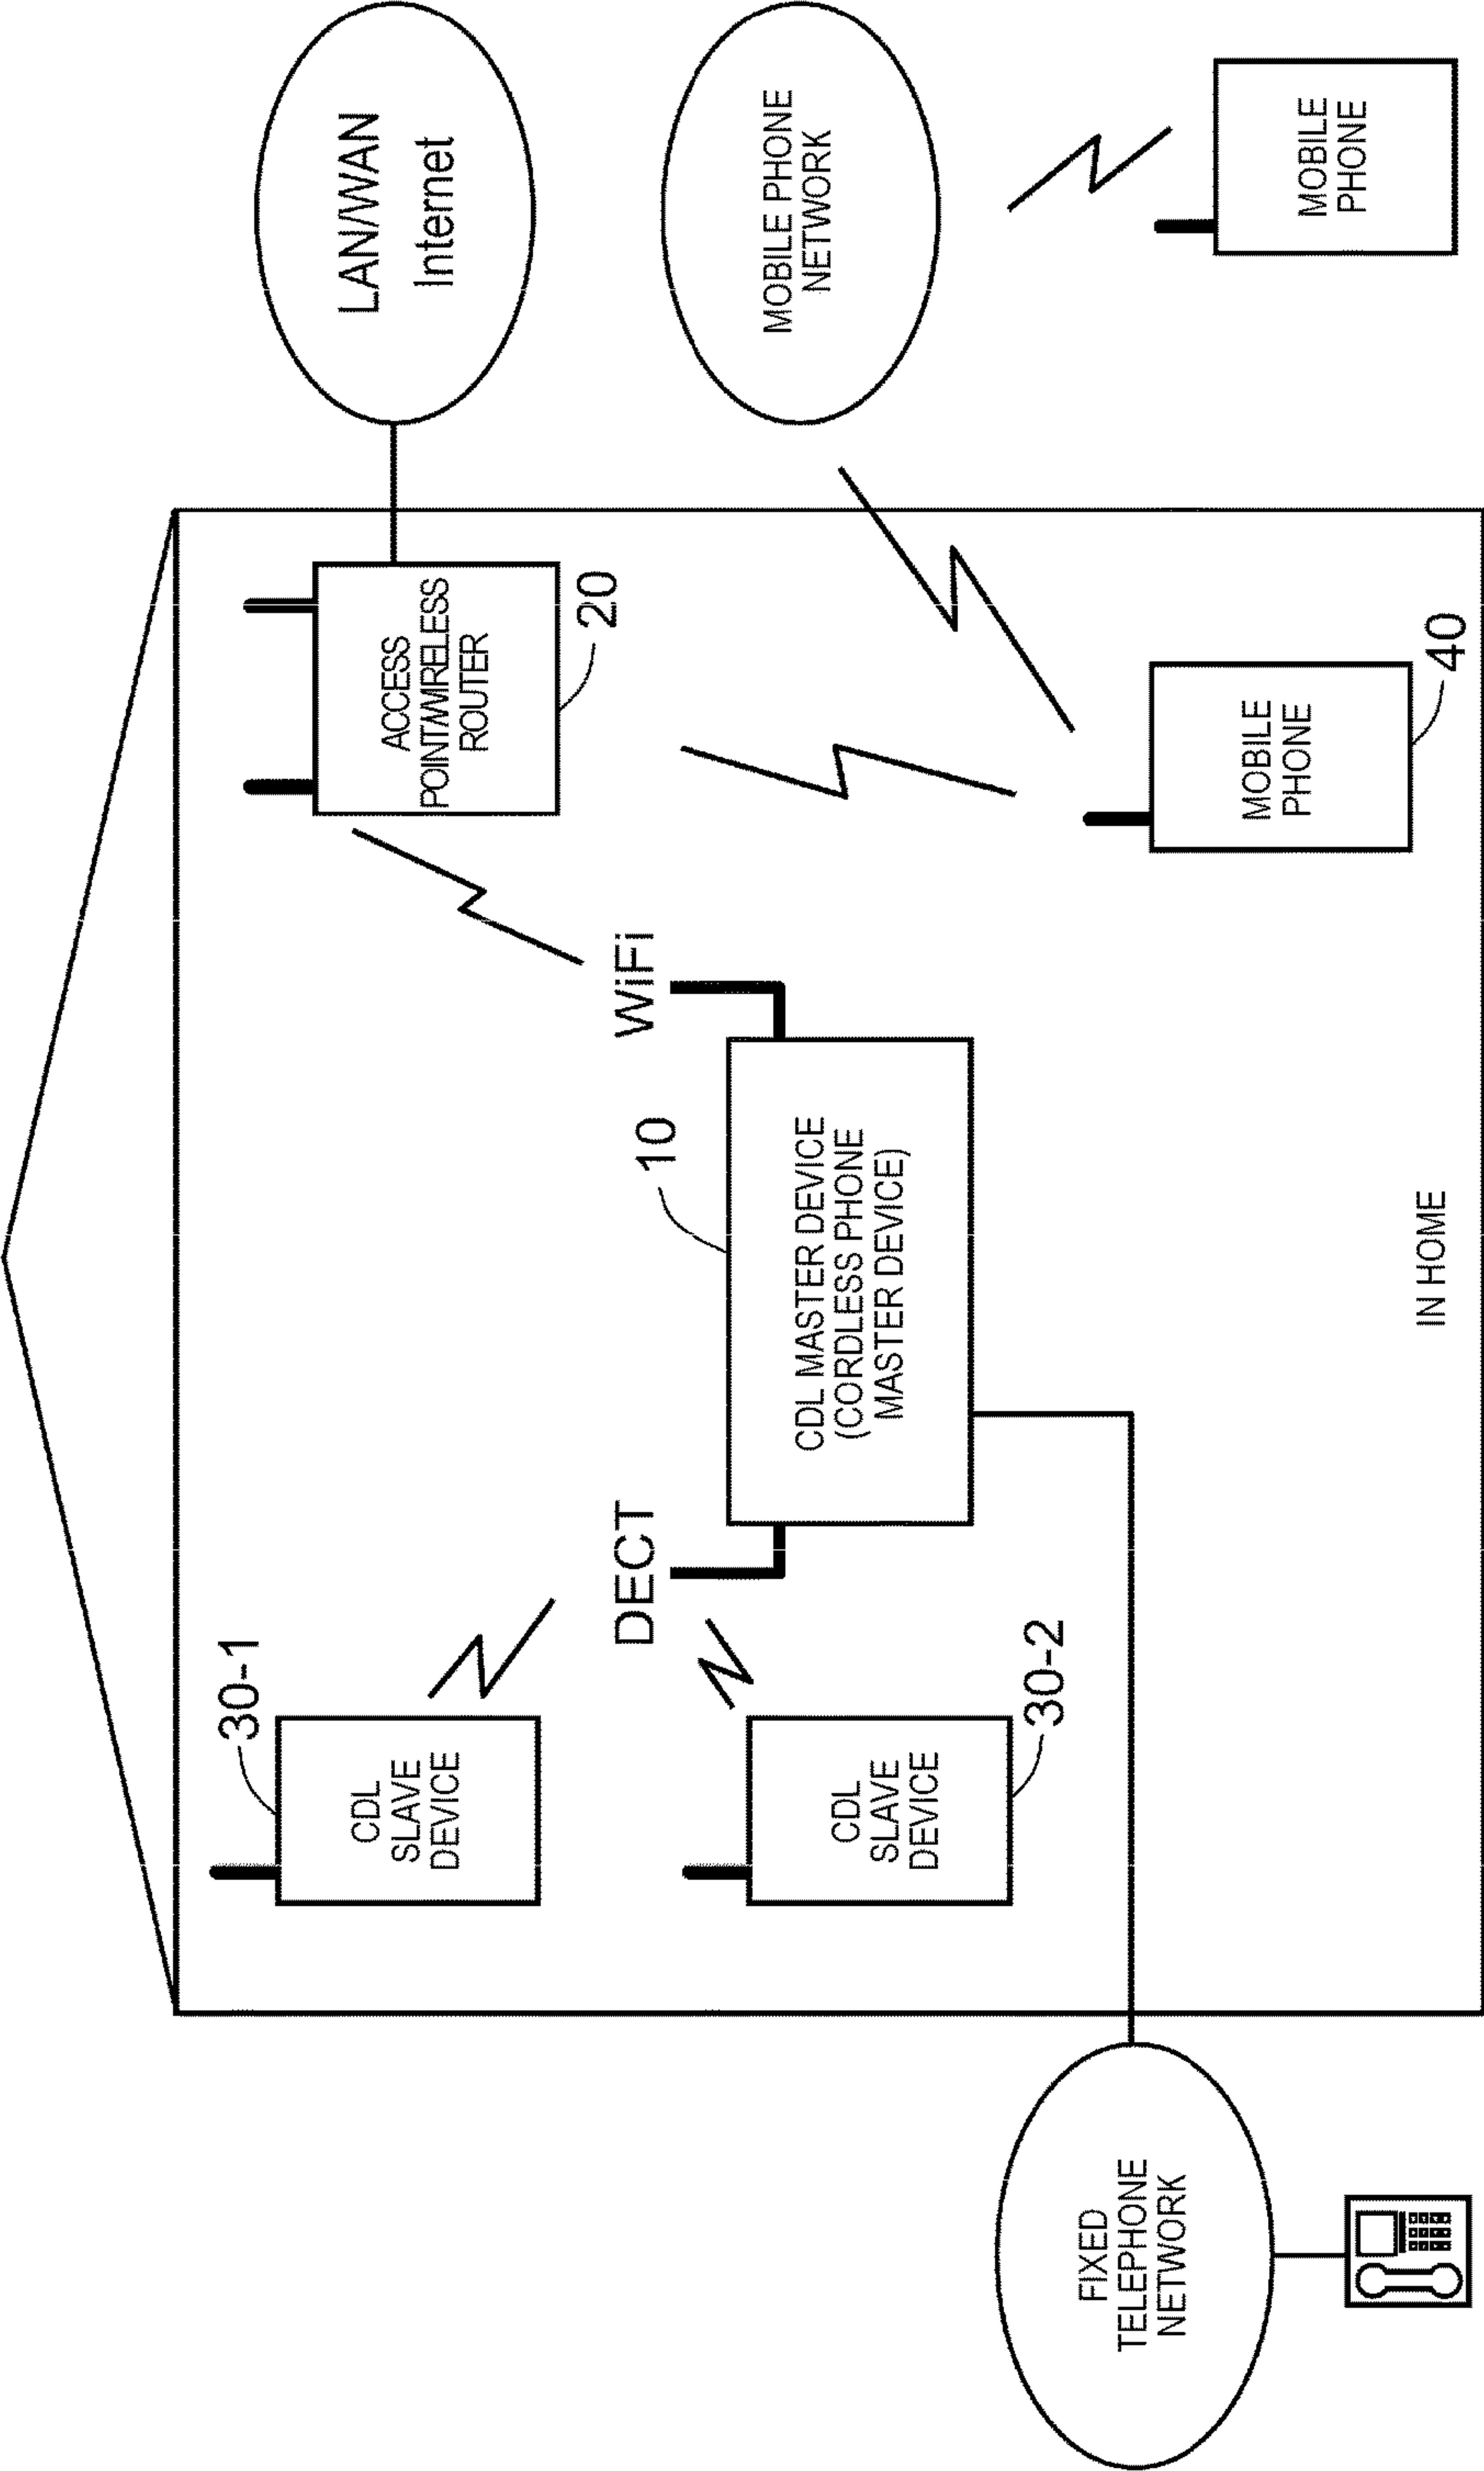 LAN/WAN
Internet
MOBILE PHONE
NETWORK
MOBILE
PHONE
ACCESS
POINT/WIRELESS
ROUTER
20
MOBILE
PHONE
40
WiFi
10
CDL MASTER DEVICE
(CORDLESS PHONE
MASTER DEVICE)
IN HOME
DECT
30-1
CDL
SLAVE
DEVICE
30-2
CDL
SLAVE
DEVICE
FIXED
TELEPHONE
NETWORK